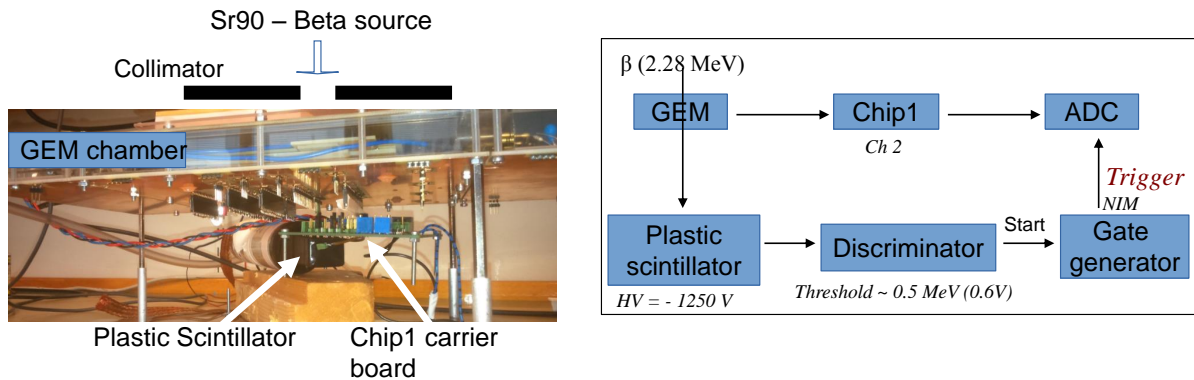 Sr90 – Beta source
Collimator
GEM chamber
Plastic Scintillator
Chip1 carrier
board
β (2.28 MeV)
GEM
Chip1
ADC
Ch 2
Trigger
NIM
Plastic
scintillator
Discriminator
Start
Gate
generator
HV = - 1250 V
Threshold ~ 0.5 MeV (0.6V)